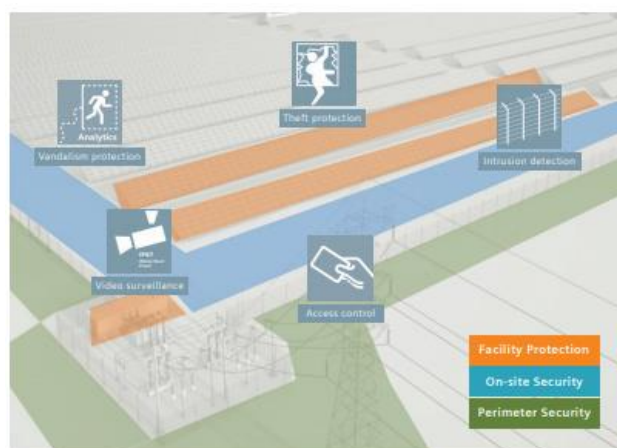 Theft protection
Analytics
Vandalism protection
Intrusion detection
Video surveillance
Access control
Facility Protection
On-site Security
Perimeter Security